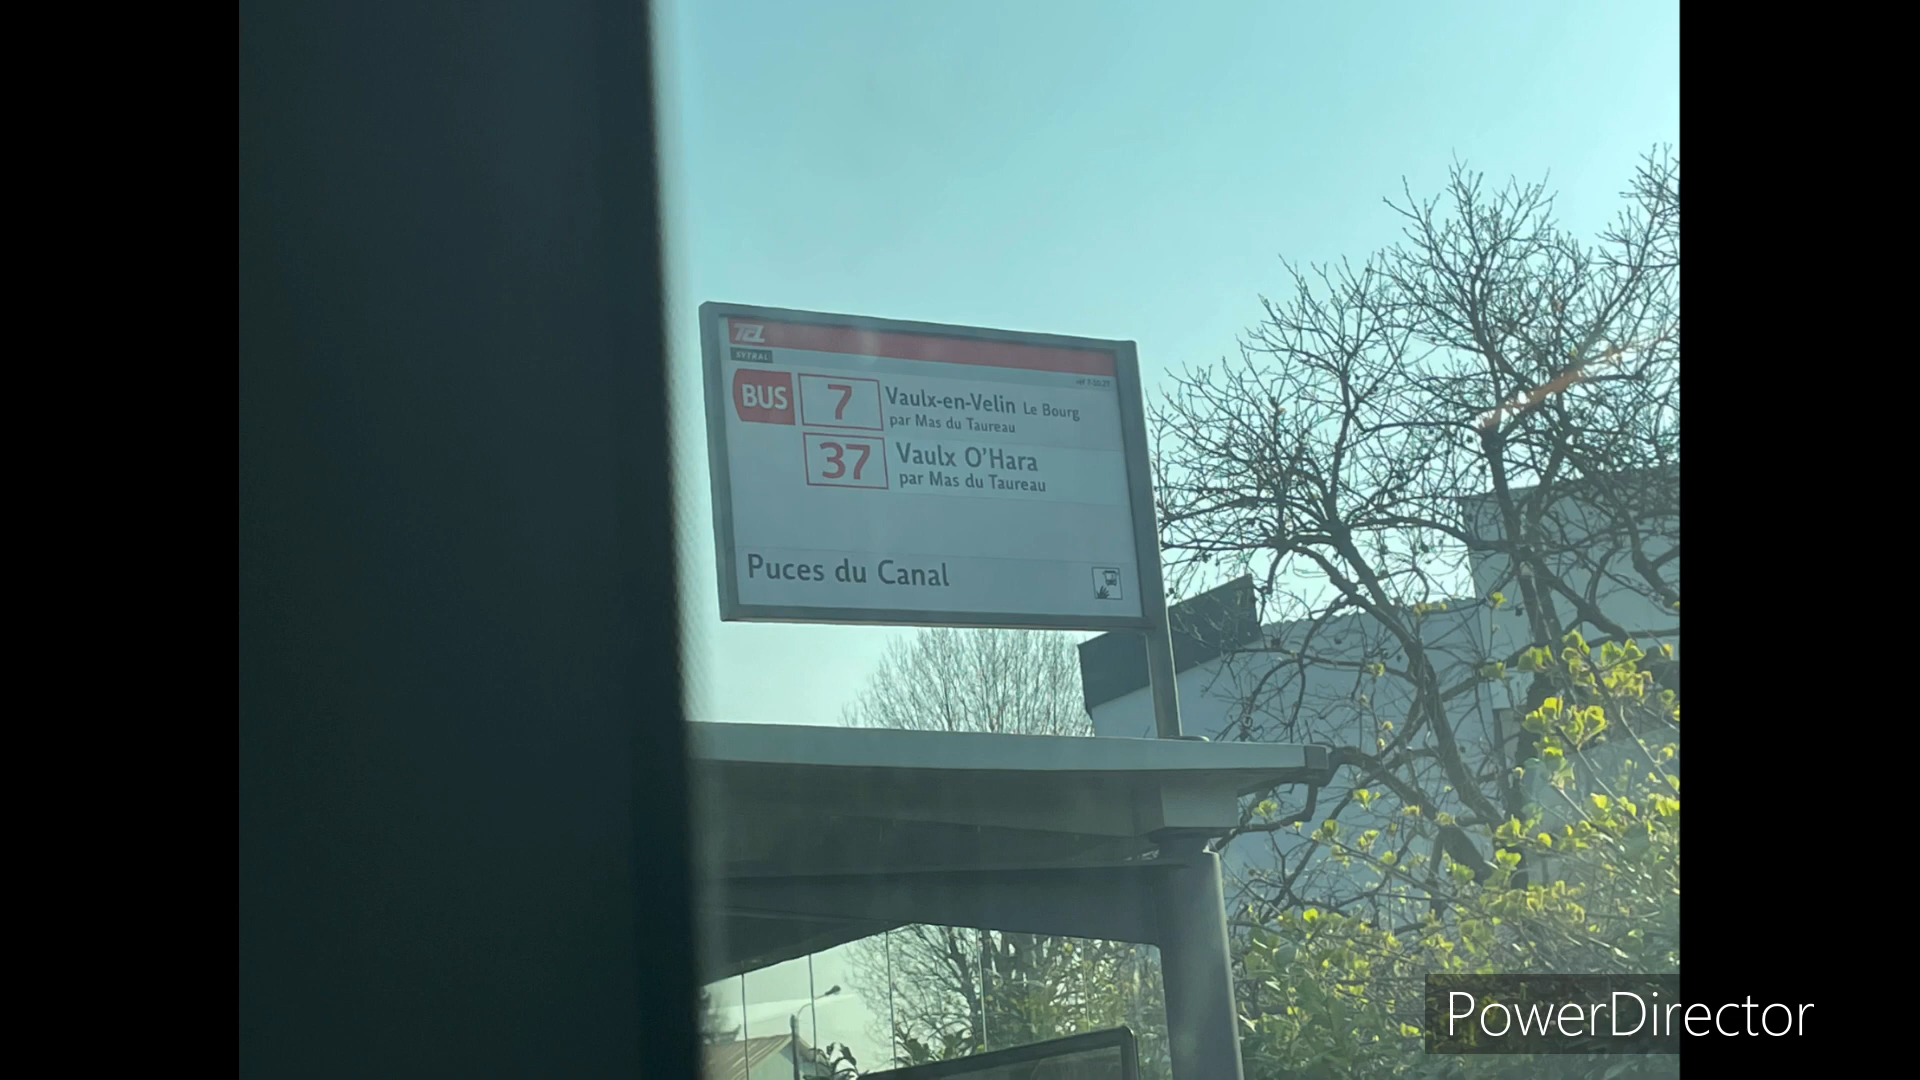 TCL
SYTRAL
BUS 7 Vaulx-en-Velin Le Bourg
par Mas du Taureau
37 Vaulx O'Hara
par Mas du Taureau
Puces du Canal
PowerDirector